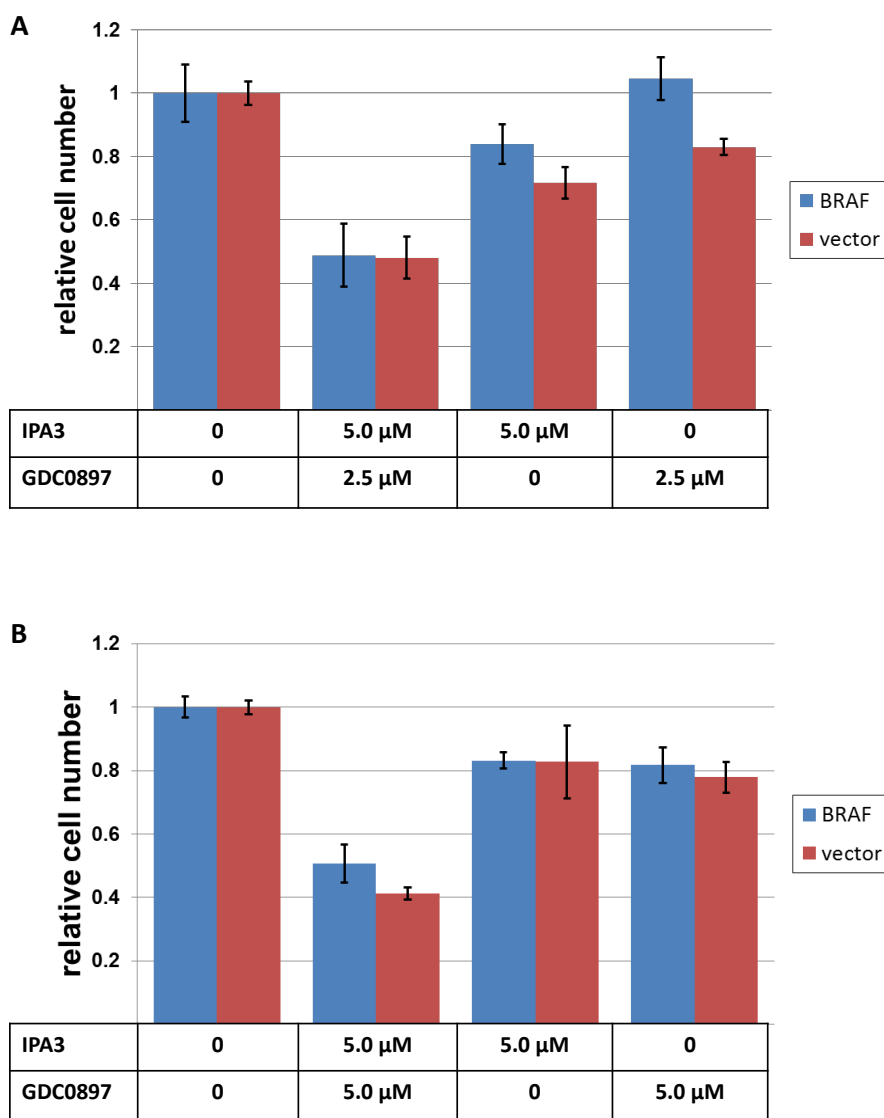 A
relative cell number
1.2
1
0.8
0.6
0.4
0.2
BRAF
vector
IPA3 0 5.0 μM 5.0 μM 0
GDC0897 0 2.5 μM 0 2.5 μM
B
relative cell number
1.2
1
0.8
0.6
0.4
0.2
BRAF
vector
IPA3 0 5.0 μM 5.0 μM 0
GDC0897 0 5.0 μM 0 5.0 μM